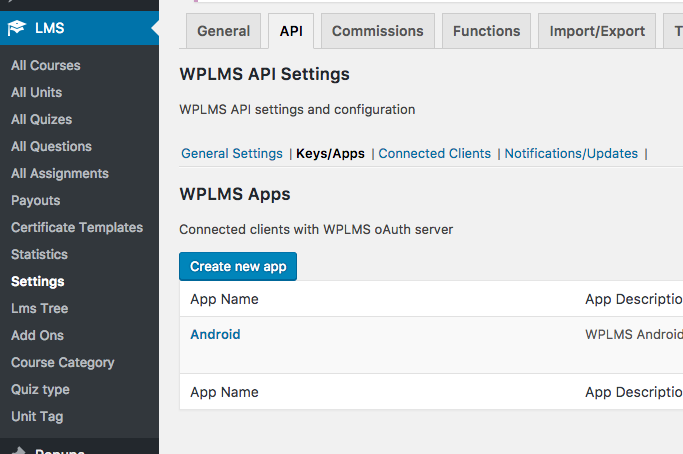 LMS
All Courses
All Units
All Quizes
All Questions
All Assignments
Payouts
Certificate Templates
Statistics
Settings
Lms Tree
Add Ons
Course Category
Quiz type
Unit Tag
General API Commissions Functions Import/Export T
WPLMS API Settings
WPLMS API settings and configuration
General Settings | Keys/Apps | Connected Clients | Notifications/Updates |
WPLMS Apps
Connected clients with WPLMS oAuth server
Create new app
App Name App Descriptio
Android WPLMS Android
App Name App Descriptio